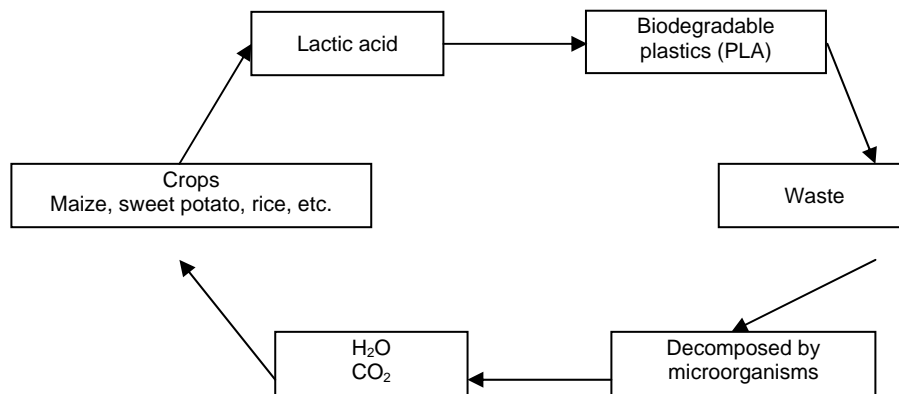 Lactic acid
Biodegradable
plastics (PLA)
Crops
Maize, sweet potato, rice, etc.
Waste
H₂O
CO₂
Decomposed by
microorganisms